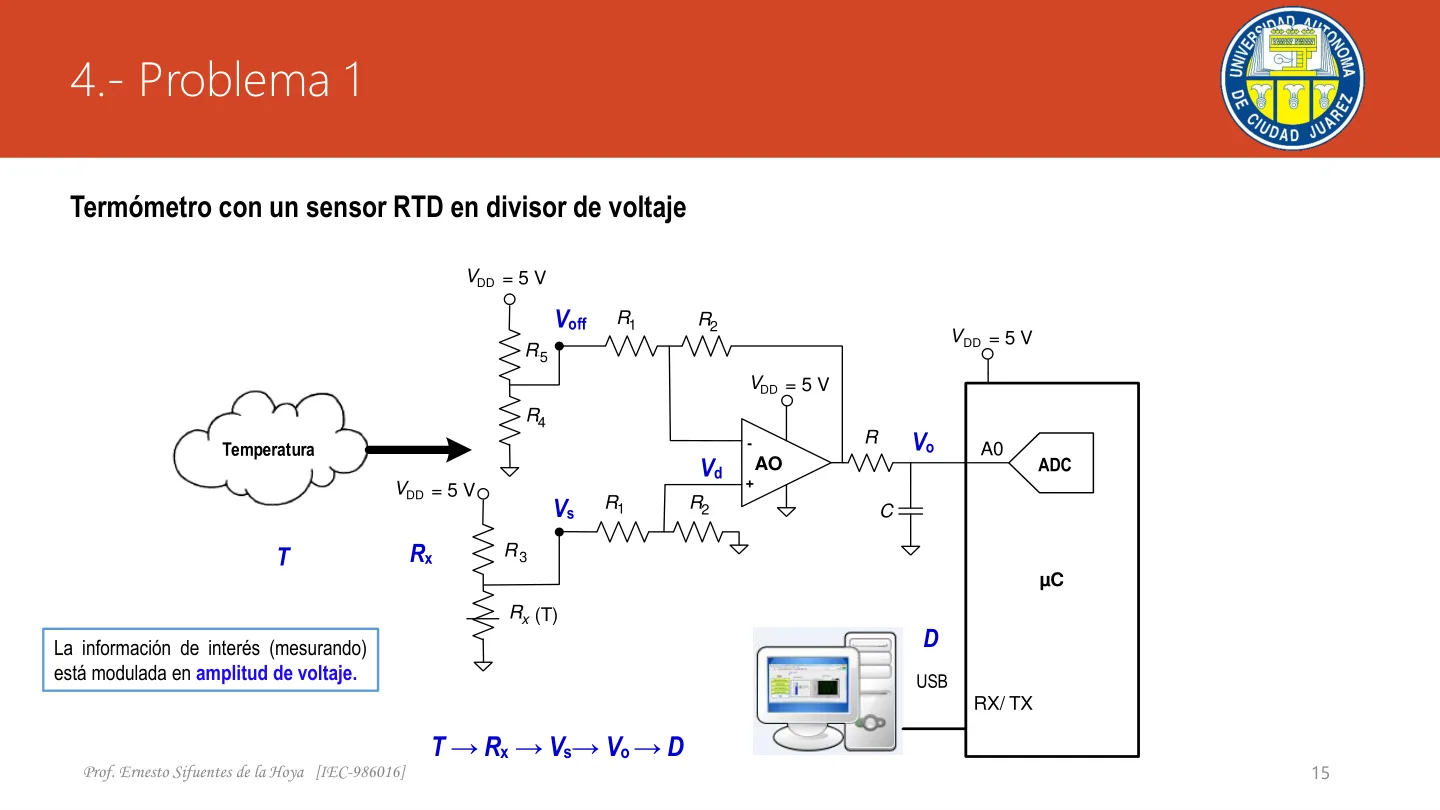 4.- Problema 1
UNIVERSIDAD AUTONOMA
DE CIUDAD JUAREZ
Termómetro con un sensor RTD en divisor de voltaje
VDD = 5 V
Voff
R1
R2
R5
VDD = 5 V
VDD = 5 V
R4
Temperatura
-
AO
+
Vd
R
Vo
A0
ADC
VDD = 5 V
Vs
R1
R2
C
T
Rx
R3
µC
Rx (T)
La información de interés (mesurando)
está modulada en amplitud de voltaje.
D
USB
RX/ TX
T → Rx → Vs → Vo → D
Prof. Ernesto Sifuentes de la Hoya [IEC-986016]
15